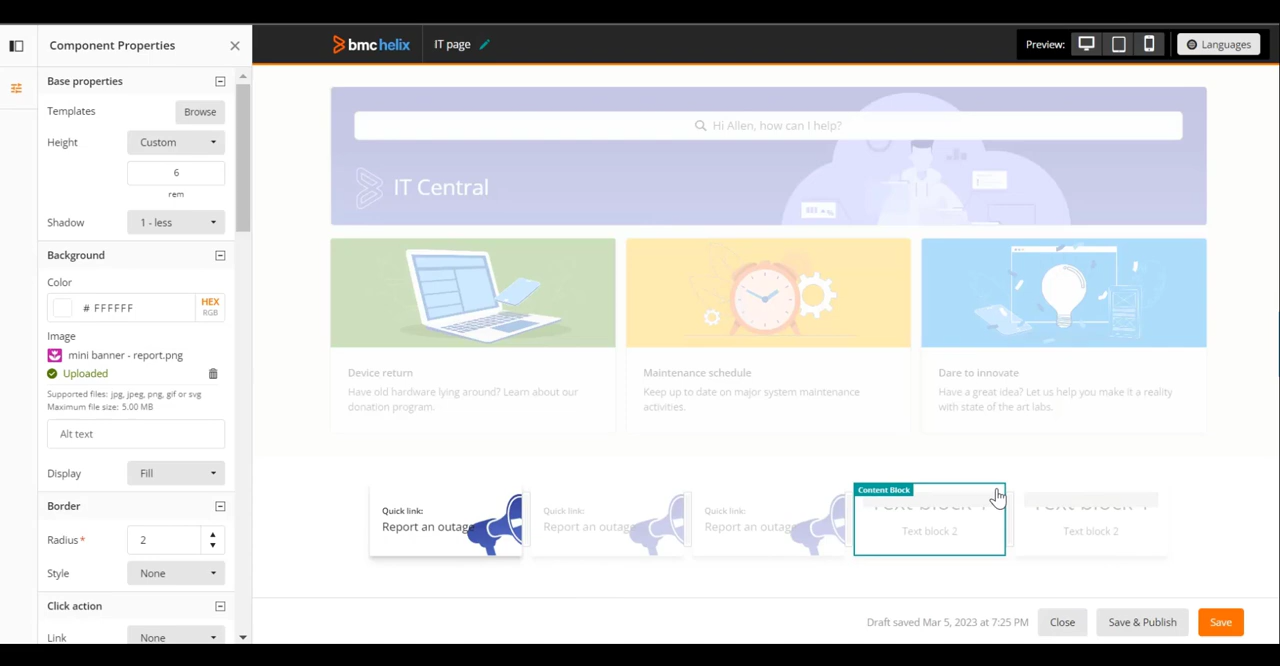 Component Properties
bmc helix
IT page
Preview:
Languages
Base properties
Templates
Browse
Height
Custom
6
rem
Shadow
1 - less
Background
Color
# FFFFFF
HEX
RGB
Image
mini banner - report.png
Uploaded
Supported files: jpg, jpeg, png, gif or svg
Maximum file size: 5.00 MB
Alt text
Display
Fill
Border
Radius*
2
Style
None
Click action
Link
None
Hi Allen, how can I help?
IT Central
Device return
Have old hardware lying around? Learn about our
donation program.
Maintenance schedule
Keep up to date on major system maintenance
activities.
Dare to innovate
Have a great idea? Let us help you make it a reality
with state of the art labs.
Quick link:
Report an outage
Quick link:
Report an outage
Quick link:
Report an outage
Content Block
Text block 2
Text block 2
Draft saved Mar 5, 2023 at 7:25 PM
Close
Save & Publish
Save